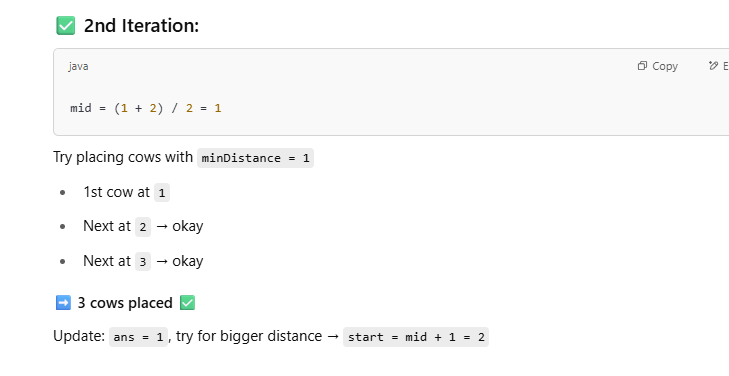 ✅ 2nd Iteration:
java Copy E
mid = (1 + 2) / 2 = 1
Try placing cows with minDistance = 1
• 1st cow at 1
• Next at 2 → okay
• Next at 3 → okay
➡️ 3 cows placed ✅
Update: ans = 1, try for bigger distance → start = mid + 1 = 2